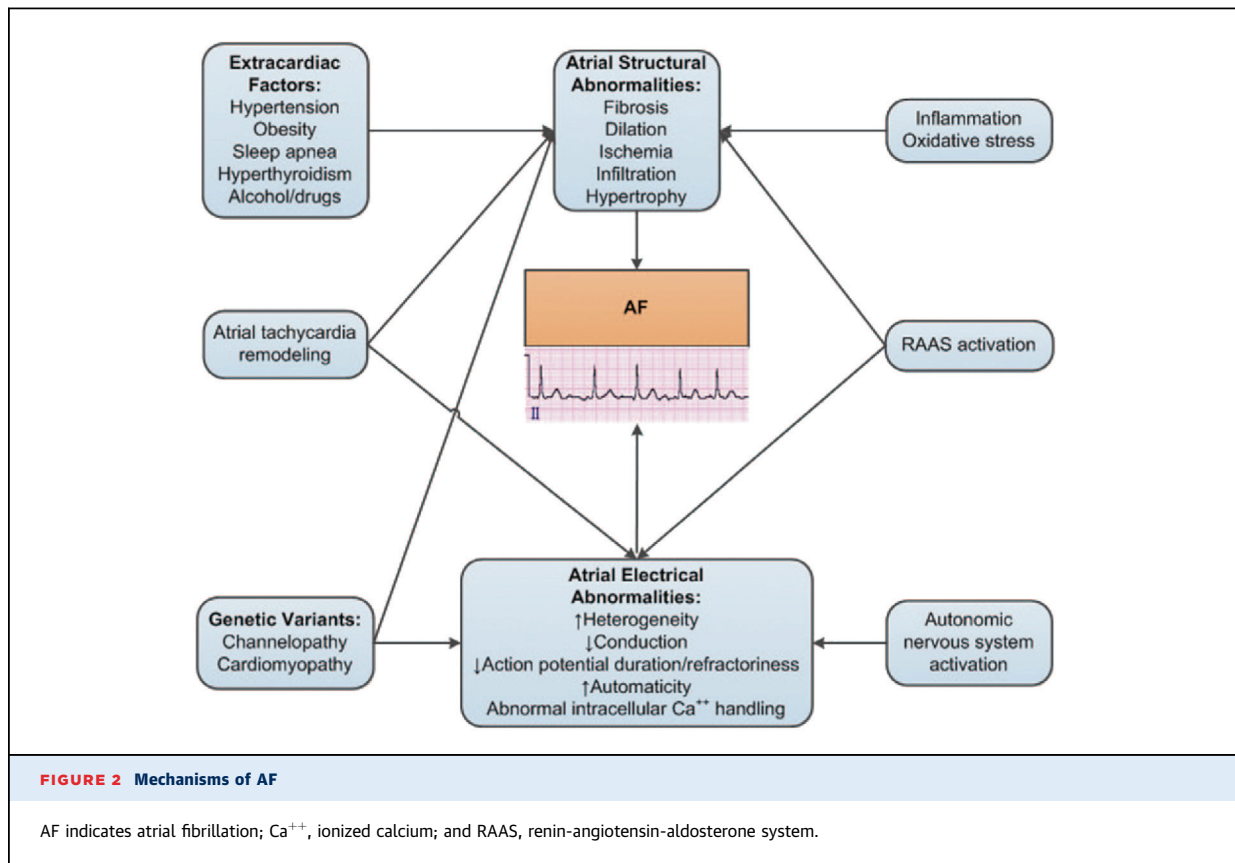 Extracardiac
Factors:
Hypertension
Obesity
Sleep apnea
Hyperthyroidism
Alcohol/drugs
Atrial Structural
Abnormalities:
Fibrosis
Dilation
Ischemia
Infiltration
Hypertrophy
Inflammation
Oxidative stress
Atrial tachycardia
remodeling
AF
II
RAAS activation
Genetic Variants:
Channelopathy
Cardiomyopathy
Atrial Electrical
Abnormalities:
↑Heterogeneity
↓Conduction
↓Action potential duration/refractoriness
↑Automaticity
Abnormal intracellular Ca⁺⁺ handling
Autonomic
nervous system
activation
FIGURE 2 Mechanisms of AF
AF indicates atrial fibrillation; Ca⁺⁺, ionized calcium; and RAAS, renin-angiotensin-aldosterone system.